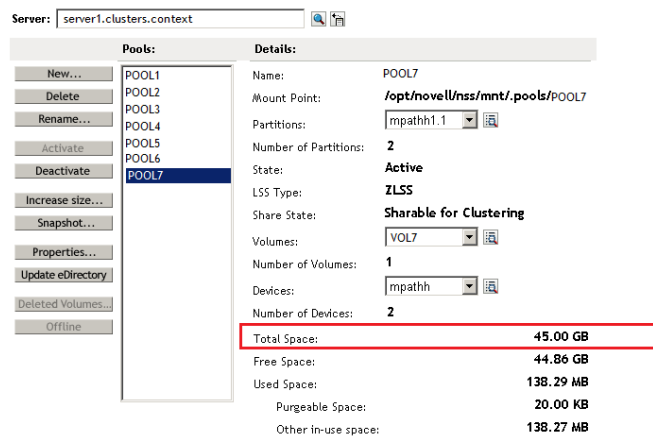 Server: server1.clusters.context
Pools:
Details:
New...
Delete
Rename...
Activate
Deactivate
Increase size...
Snapshot...
Properties...
Update eDirectory
Deleted Volumes...
Offline
POOL1
POOL2
POOL3
POOL4
POOL5
POOL6
POOL7
Name: POOL7
Mount Point: /opt/novell/nss/mnt/.pools/POOL7
Partitions: mpathh1.1
Number of Partitions: 2
State: Active
LSS Type: ZLSS
Share State: Sharable for Clustering
Volumes: VOL7
Number of Volumes: 1
Devices: mpathh
Number of Devices: 2
Total Space: 45.00 GB
Free Space: 44.86 GB
Used Space: 138.29 MB
Purgeable Space: 20.00 KB
Other in-use space: 138.27 MB